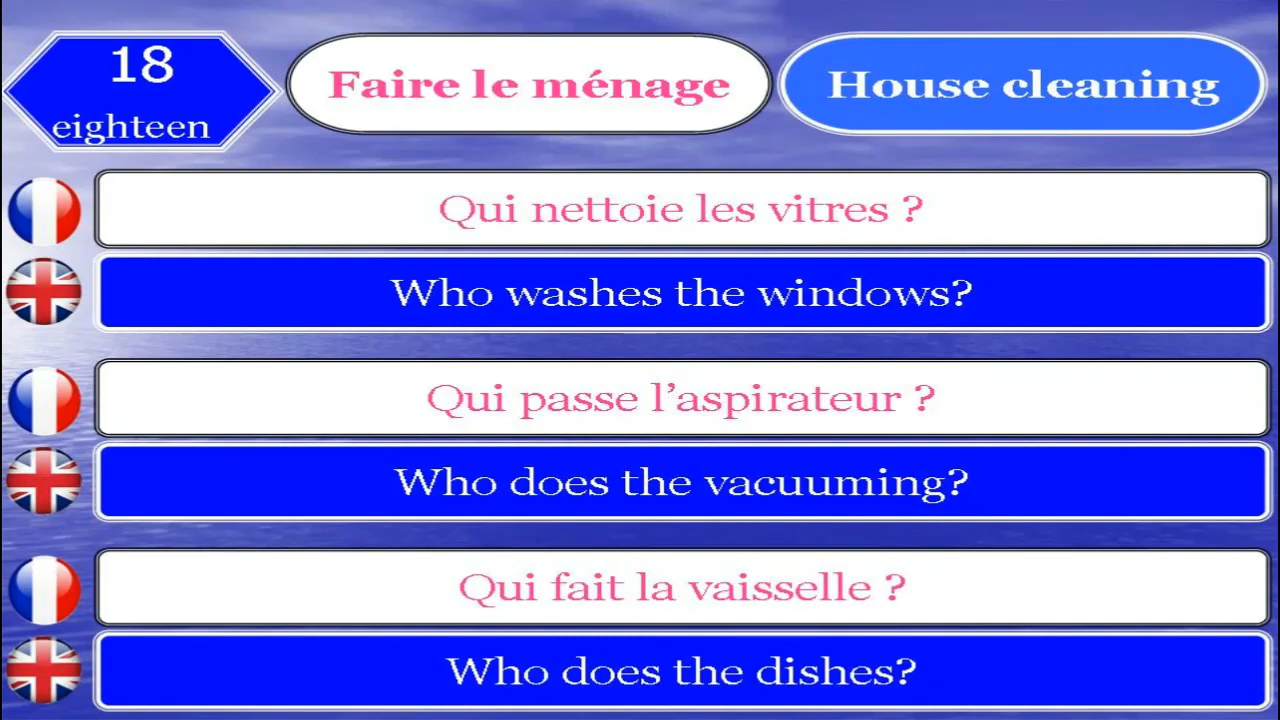 18
eighteen
Faire le ménage
House cleaning
Qui nettoie les vitres ?
Who washes the windows?
Qui passe l’aspirateur ?
Who does the vacuuming?
Qui fait la vaisselle ?
Who does the dishes?